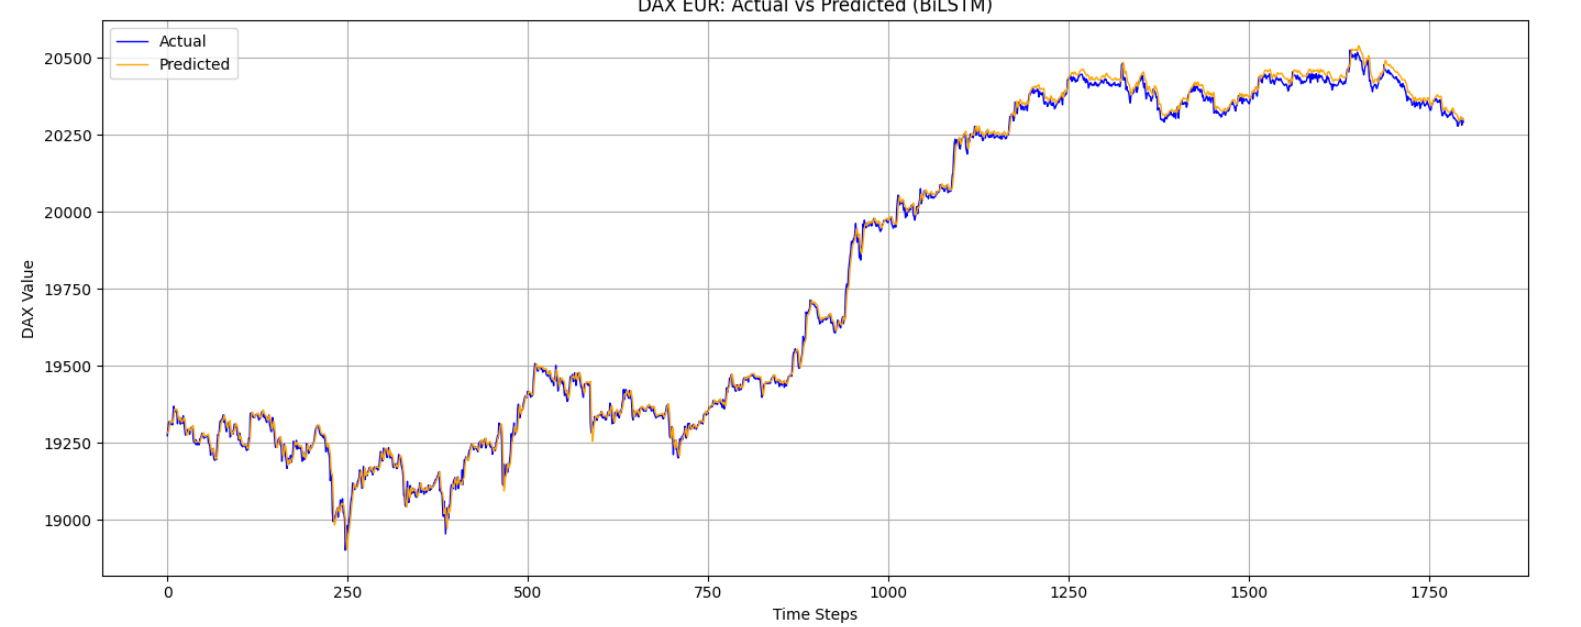 DAX EUR: Actual vs Predicted (BiLSTM)
Actual
Predicted
20500
20250
20000
19750
19500
19250
19000
DAX Value
0 250 500 750 1000 1250 1500 1750
Time Steps